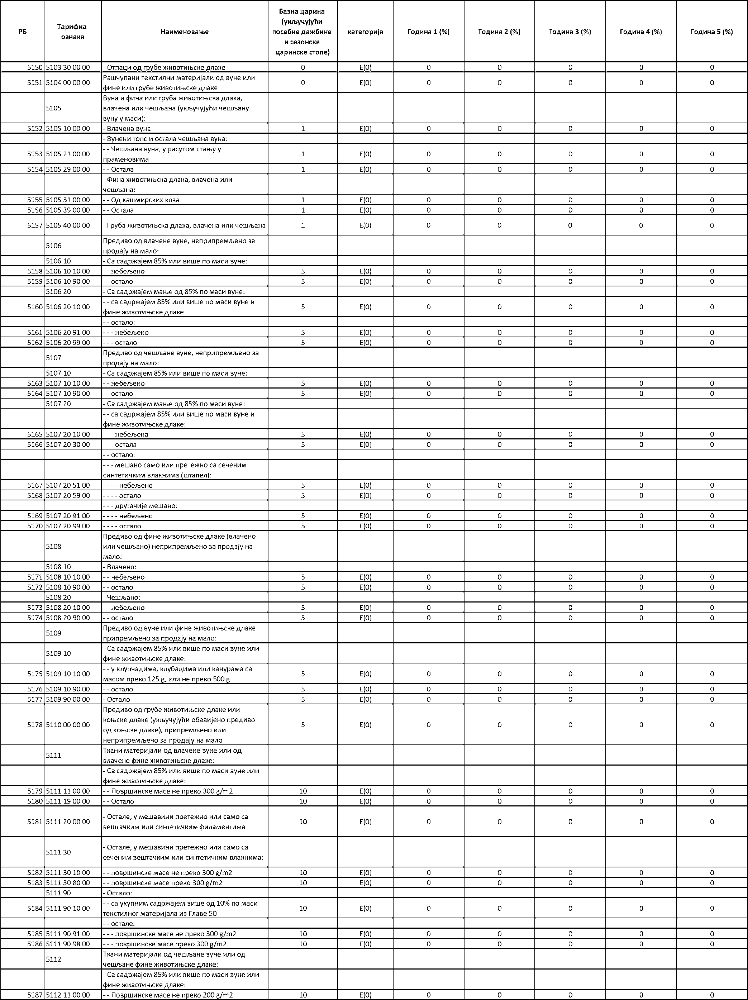 РБ Тарифна ознака Наименовање Базна царина (укључујући посебне дажбине и сезонске царинске стопе) категорија Година 1 (%) Година 2 (%) Година 3 (%) Година 4 (%) Година 5 (%)
5150 5103 30 00 00 - Отпаци од грубе животињске длаке 0 E(0) 0 0 0 0 0
5151 5104 00 00 00 Рашчупани текстилни материјали од вуне или
фине или грубе животињске длаке 0 E(0) 0 0 0 0 0
5105 Вуна и фина или груба животињска длака,
влачена или чешљана (укључујући чешљану
вуну у маси):
5152 5105 10 00 00 - Влачена вуна 1 E(0) 0 0 0 0 0
- Вунени топс и остала чешљана вуна:
5153 5105 21 00 00 - - Чешљана вуна, у расутом стању у
праменовима 1 E(0) 0 0 0 0 0
5154 5105 29 00 00 - - Остала 1 E(0) 0 0 0 0 0
- Фина животињска длака, влачена или
чешљана:
5155 5105 31 00 00 - - Од кашмирских коза 1 E(0) 0 0 0 0 0
5156 5105 39 00 00 - - Остала 1 E(0) 0 0 0 0 0
5157 5105 40 00 00 - Груба животињска длака, влачена или чешљана 1 E(0) 0 0 0 0 0
5106 Предиво од влачене вуне, неприпремљено за
продају на мало:
5106 10 - Са садржајем 85% или више по маси вуне:
5158 5106 10 10 00 - - небељено 5 E(0) 0 0 0 0 0
5159 5106 10 90 00 - - остало 5 E(0) 0 0 0 0 0
5106 20 - Са садржајем мање од 85% по маси вуне:
5160 5106 20 10 00 - - са садржајем 85% или више по маси вуне и
фине животињске длаке 5 E(0) 0 0 0 0 0
- - остало:
5161 5106 20 91 00 - - - небељено 5 E(0) 0 0 0 0 0
5162 5106 20 99 00 - - - остало 5 E(0) 0 0 0 0 0
5107 Предиво од чешљане вуне, неприпремљено за
продају на мало:
5107 10 - Са садржајем 85% или више по маси вуне:
5163 5107 10 10 00 - - небељено 5 E(0) 0 0 0 0 0
5164 5107 10 90 00 - - остало 5 E(0) 0 0 0 0 0
5107 20 - Са садржајем мање од 85% по маси вуне:
- - са садржајем 85% или више по маси вуне и
фине животињске длаке:
5165 5107 20 10 00 - - - небељена 5 E(0) 0 0 0 0 0
5166 5107 20 30 00 - - - остала 5 E(0) 0 0 0 0 0
- - остало:
- - - мешано само или претежно са сеченим
синтетичким влакнима (штапел):
5167 5107 20 51 00 - - - - небељено 5 E(0) 0 0 0 0 0
5168 5107 20 59 00 - - - - остало 5 E(0) 0 0 0 0 0
- - - другачије мешано:
5169 5107 20 91 00 - - - - небељено 5 E(0) 0 0 0 0 0
5170 5107 20 99 00 - - - - остало 5 E(0) 0 0 0 0 0
5108 Предиво од фине животињске длаке (влачено
или чешљано) неприпремљено за продају на
мало:
5108 10 - Влачено:
5171 5108 10 10 00 - - небељено 5 E(0) 0 0 0 0 0
5172 5108 10 90 00 - - остало 5 E(0) 0 0 0 0 0
5108 20 - Чешљано:
5173 5108 20 10 00 - - небељено 5 E(0) 0 0 0 0 0
5174 5108 20 90 00 - - остало 5 E(0) 0 0 0 0 0
5109 Предиво од вуне или фине животињске длаке
припремљено за продају на мало:
5109 10 - Са садржајем 85% или више по маси вуне или
фине животињске длаке:
5175 5109 10 10 00 - - у клупчадима, клубадима или канурама са
масом преко 125 g, али не преко 500 g 5 E(0) 0 0 0 0 0
5176 5109 10 90 00 - - остало 5 E(0) 0 0 0 0 0
5177 5109 90 00 00 - Остало 5 E(0) 0 0 0 0 0
5178 5110 00 00 00 Предиво од грубе животињске длаке или
коњске длаке (укључујући обавијено предиво
од коњске длаке), припремљено или
неприпремљено за продају на мало 5 E(0) 0 0 0 0 0
5111 Ткани материјали од влачене вуне или од
влачене фине животињске длаке:
- Са садржајем 85% или више по маси вуне или
фине животињске длаке:
5179 5111 11 00 00 - - Површинске масе не преко 300 g/m2 10 E(0) 0 0 0 0 0
5180 5111 19 00 00 - - Остало 10 E(0) 0 0 0 0 0
5181 5111 20 00 00 - Остале, у мешавини претежно или само са
вештачким или синтетичким филаментима 10 E(0) 0 0 0 0 0
5111 30 - Остале, у мешавини претежно или само са
сеченим вештачким или синтетичким влакнима:
5182 5111 30 10 00 - - површинске масе не преко 300 g/m2 10 E(0) 0 0 0 0 0
5183 5111 30 80 00 - - површинске масе преко 300 g/m2 10 E(0) 0 0 0 0 0
5111 90 - Остало:
5184 5111 90 10 00 - - са укупним садржајем више од 10% по маси
текстилног материјала из Главе 50 10 E(0) 0 0 0 0 0
- - остале:
5185 5111 90 91 00 - - - површинске масе не преко 300 g/m2 10 E(0) 0 0 0 0 0
5186 5111 90 98 00 - - - површинске масе преко 300 g/m2 10 E(0) 0 0 0 0 0
5112 Ткани материјали од чешљане вуне или од
чешљане фине животињске длаке:
- Са садржајем 85% или више по маси вуне или
фине животињске длаке:
5187 5112 11 00 00 - - Површинске масе не преко 200 g/m2 10 E(0) 0 0 0 0 0